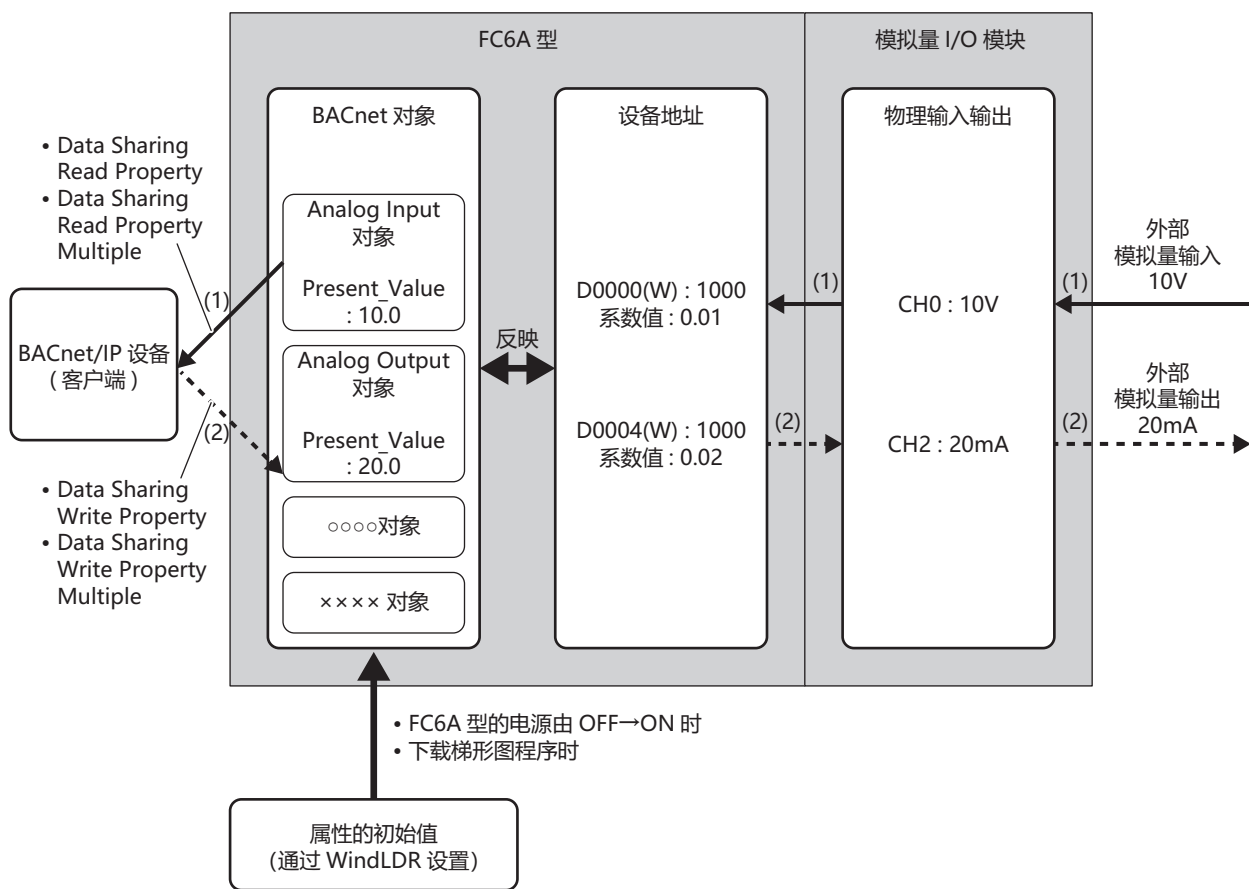 FC6A 型
模拟量 I/O 模块
BACnet 对象
设备地址
物理输入输出
• Data Sharing
Read Property
• Data Sharing
Read Property
Multiple
Analog Input
对象
Present_Value
: 10.0
(1)
BACnet/IP 设备
( 客户端 )
(2)
反映
Analog Output
对象
Present_Value
: 20.0
D0000(W) : 1000
系数值 : 0.01
(1)
CH0 : 10V
(1)
外部
模拟量输入
10V
D0004(W) : 1000
系数值 : 0.02
(2)
CH2 : 20mA
(2)
外部
模拟量输出
20mA
• Data Sharing
Write Property
• Data Sharing
Write Property
Multiple
○○○○对象
×××× 对象
• FC6A 型的电源由 OFF→ON 时
• 下载梯形图程序时
属性的初始值
(通过 WindLDR 设置)